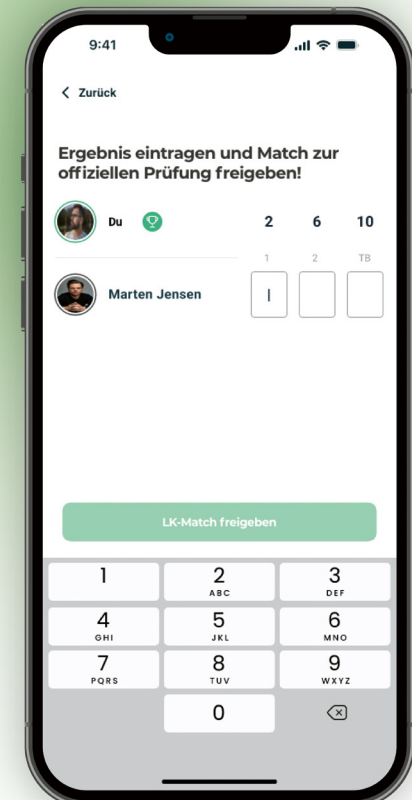 9:41
Zurück
Ergebnis eintragen und Match zur
offiziellen Prüfung freigeben!
Du 2 6 10
1 2 TB
Marten Jensen
LK-Match freigeben
1 2 3
ABC DEF
4 5 6
GHI JKL MNO
7 8 9
PQRS TUV WXYZ
0